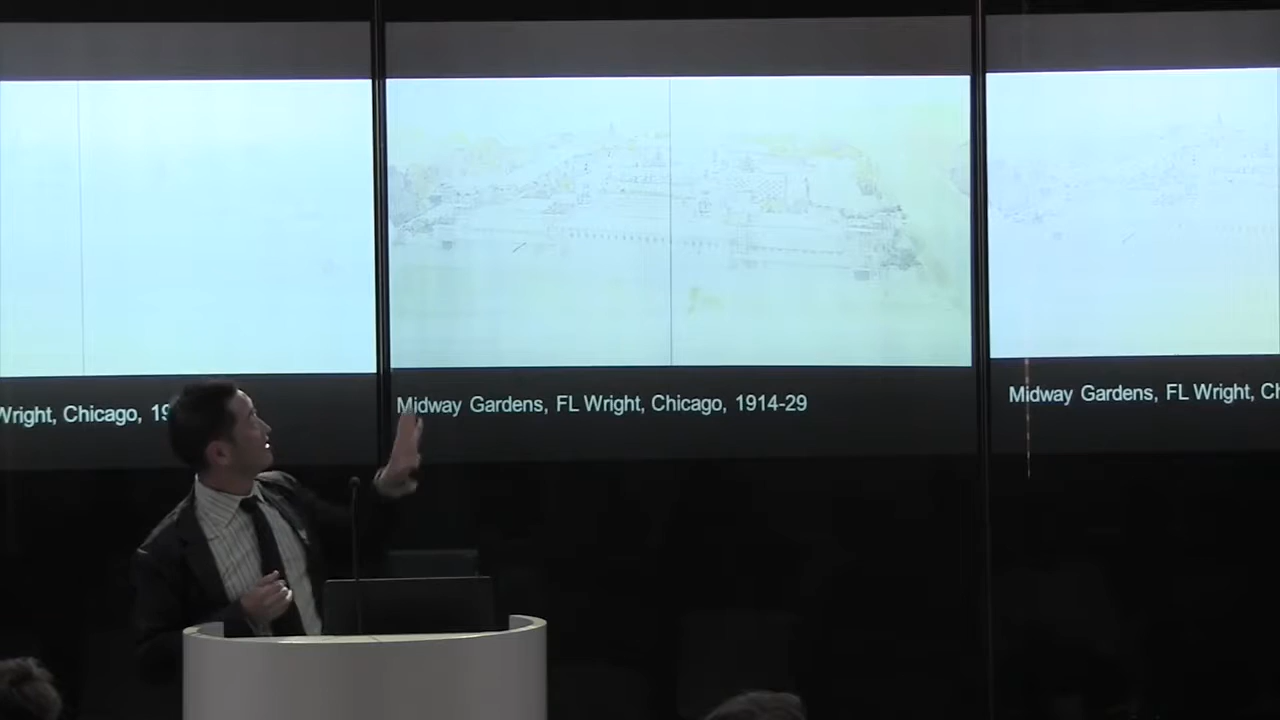 Wright, Chicago, 19
Midway Gardens, FL Wright, Chicago, 1914-29
Midway Gardens, FL Wright, Ch